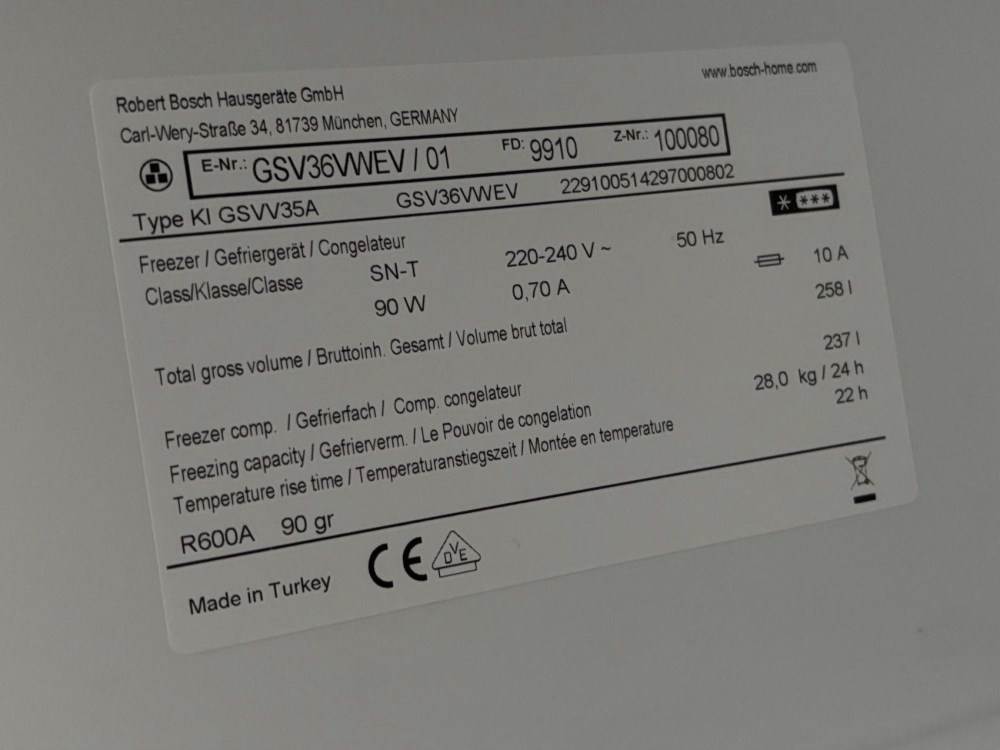 www.bosch-home.com
Robert Bosch Hausgeräte GmbH
Carl-Wery-Straße 34, 81739 München, GERMANY
E-Nr.: GSV36VWEV / 01 FD: 9910 Z-Nr.: 100080
Type KI GSVV35A GSV36VWEV 229100514297000802
Freezer / Gefriergerät / Congelateur * ***
Class/Klasse/Classe SN-T 220-240 V ~ 50 Hz 10 A
90 W 0,70 A 258 l
Total gross volume / Bruttoinh. Gesamt / Volume brut total
Freezer comp. / Gefrierfach / Comp. congelateur 237 l
Freezing capacity / Gefrierverm. / Le Pouvoir de congelation 28,0 kg / 24 h
Temperature rise time / Temperaturanstiegszeit / Montée en temperature 22 h
R600A 90 gr
Made in Turkey CE DVE